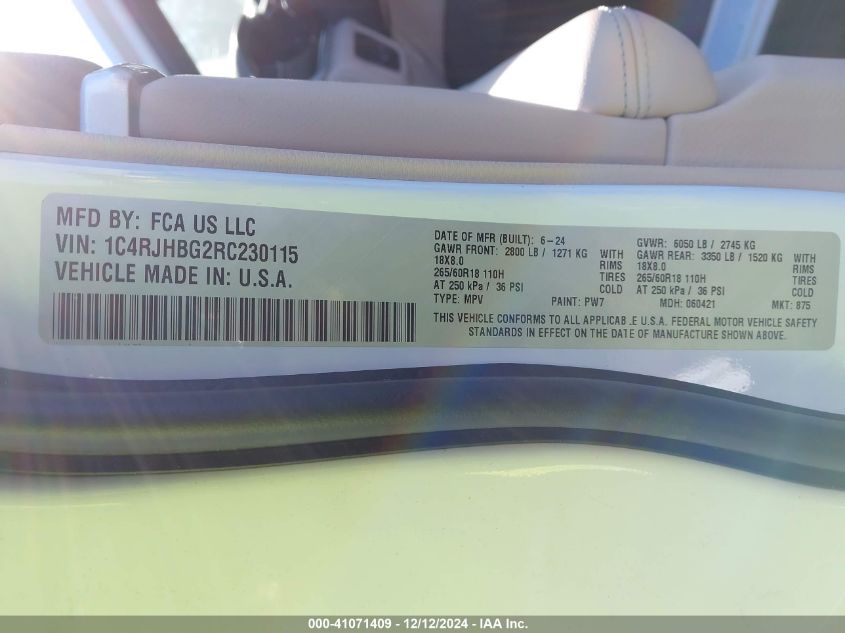 MFD BY: FCA US LLC
VIN: 1C4RJHBG2RC230115
VEHICLE MADE IN: U.S.A.
DATE OF MFR (BUILT): 6-24 GVWR: 6050 LB / 2745 KG
GAWR FRONT: 2800 LB / 1271 KG WITH GAWR REAR: 3350 LB / 1520 KG WITH
18X8.0 RIMS 18X8.0 RIMS
265/60R18 110H TIRES 265/60R18 110H TIRES
AT 250 kPa / 36 PSI COLD AT 250 kPa / 36 PSI COLD
TYPE: MPV PAINT: PW7 MDH: 060421 MKT: 875
THIS VEHICLE CONFORMS TO ALL APPLICAB .E U.S.A. FEDERAL MOTOR VEHICLE SAFETY
STANDARDS IN EFFECT ON THE DATE OF MANUFACTURE SHOWN ABOVE.
000-41071409 - 12/12/2024 - IAA Inc.